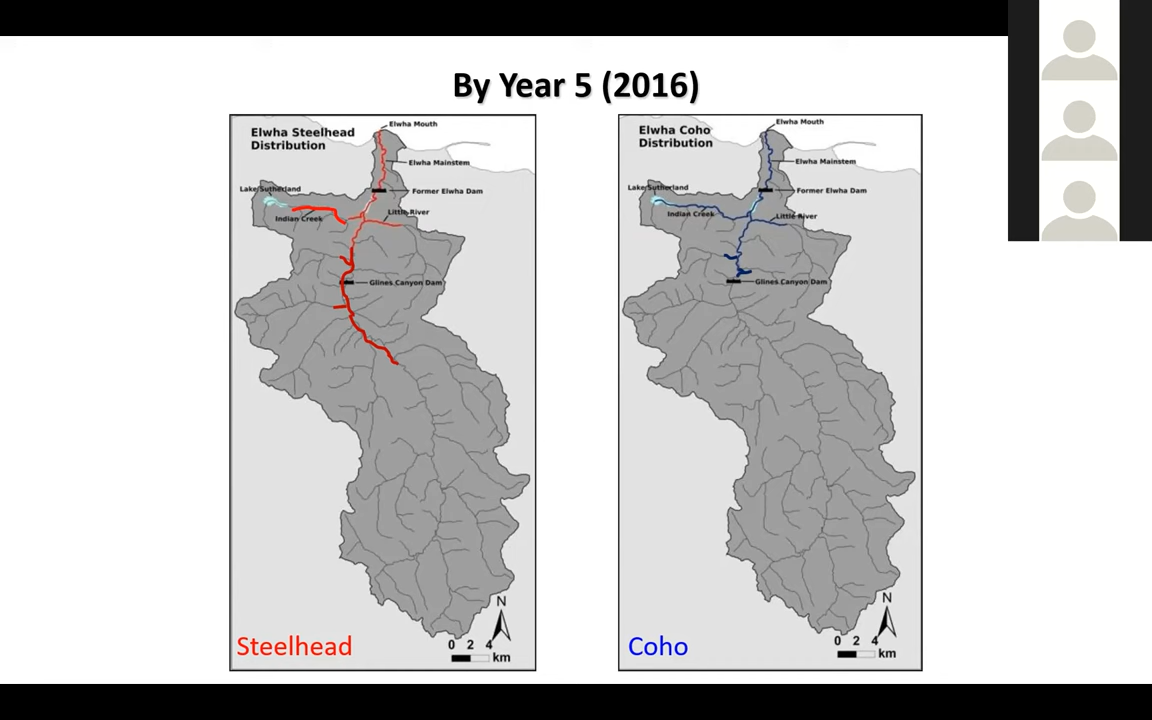 By Year 5 (2016)
Elwha Steelhead
Distribution
Elwha Mouth
Elwha Mainstem
Lake Sutherland
Former Elwha Dam
Indian Creek
Little River
Glines Canyon Dam
N
0 2 4
km
Steelhead
Elwha Coho
Distribution
Elwha Mouth
Elwha Mainstem
Lake Sutherland
Former Elwha Dam
Indian Creek
Little River
Glines Canyon Dam
N
0 2 4
km
Coho